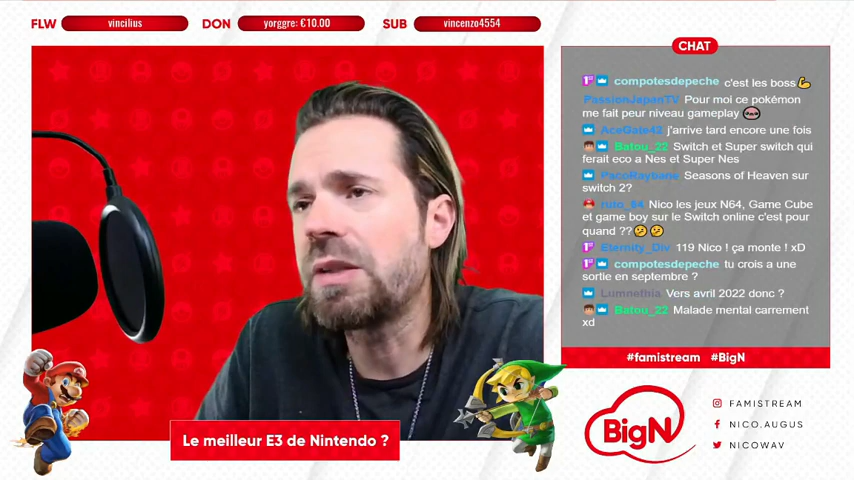 FLW vincilius DON yorggre: €10.00 SUB vincenzo4554
CHAT
compotesdepeche c'est les boss
PassionJapanTV Pour moi ce pokémon
me fait peur niveau gameplay
AceGate42 j'arrive tard encore une fois
Batou_22 Switch et Super switch qui
ferait eco a Nes et Super Nes
PacoRaybans Seasons of Heaven sur
switch 2?
Nico les jeux N64, Game Cube
et game boy sur le Switch online c'est pour
quand ??
Eternity_Div 119 Nico ! ça monte ! xD
compotesdepeche tu crois a une
sortie en septembre ?
Lumnethia Vers avril 2022 donc ?
Batou_22 Malade mental carrement
xd
#famistream #BigN
Le meilleur E3 de Nintendo ?
BigN
FAMISTREAM
NICO.AUGUS
NICOWAV